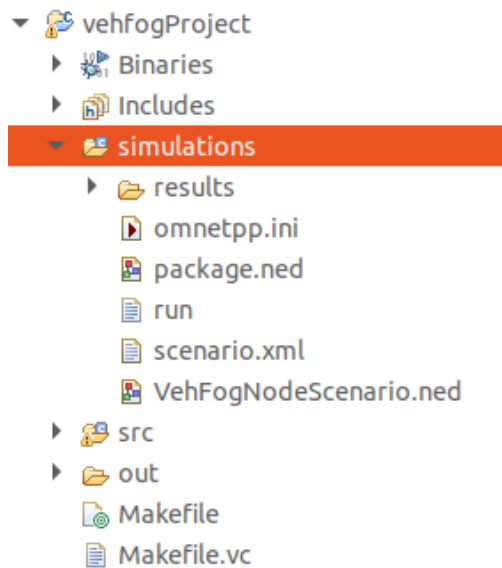 vehfogProject
Binaries
Includes
simulations
results
omnetpp.ini
package.ned
run
scenario.xml
VehFogNodeScenario.ned
src
out
Makefile
Makefile.vc